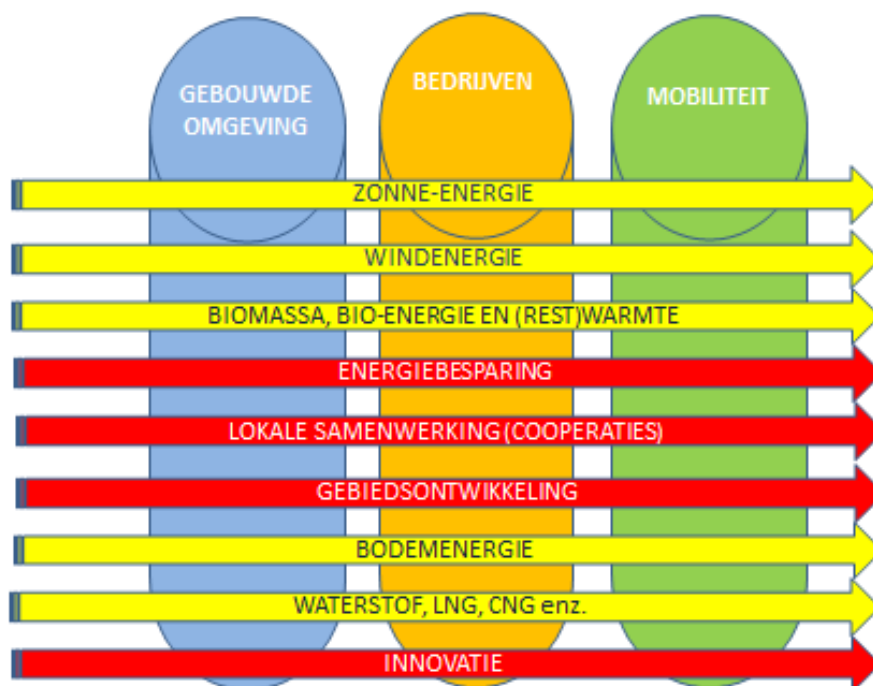 GEBOUWDE
OMGEVING
BEDRIJVEN
MOBILITEIT
ZONNE-ENERGIE
WINDENERGIE
BIOMASSA, BIO-ENERGIE EN (REST)WARMTE
ENERGIEBESPARING
LOKALE SAMENWERKING (COOPERATIES)
GEBIEDSONTWIKKELING
BODEMENERGIE
WATERSTOF, LNG, CNG enz.
INNOVATIE